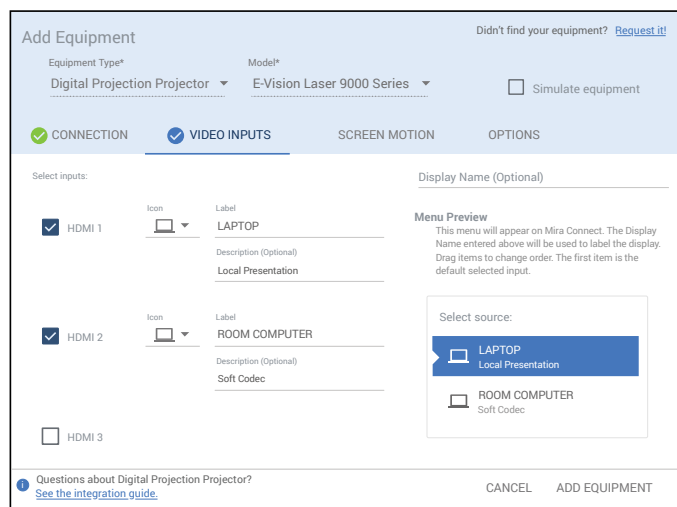 Add Equipment
Didn't find your equipment? Request it!
Equipment Type*
Model*
Digital Projection Projector
E-Vision Laser 9000 Series
Simulate equipment
CONNECTION
VIDEO INPUTS
SCREEN MOTION
OPTIONS
Select inputs:
HDMI 1
Icon
Label
LAPTOP
Description (Optional)
Local Presentation
HDMI 2
Icon
Label
ROOM COMPUTER
Description (Optional)
Soft Codec
HDMI 3
Display Name (Optional)
Menu Preview
This menu will appear on Mira Connect. The Display
Name entered above will be used to label the display.
Drag items to change order. The first item is the
default selected input.
Select source:
LAPTOP
Local Presentation
ROOM COMPUTER
Soft Codec
Questions about Digital Projection Projector?
See the integration guide.
CANCEL
ADD EQUIPMENT